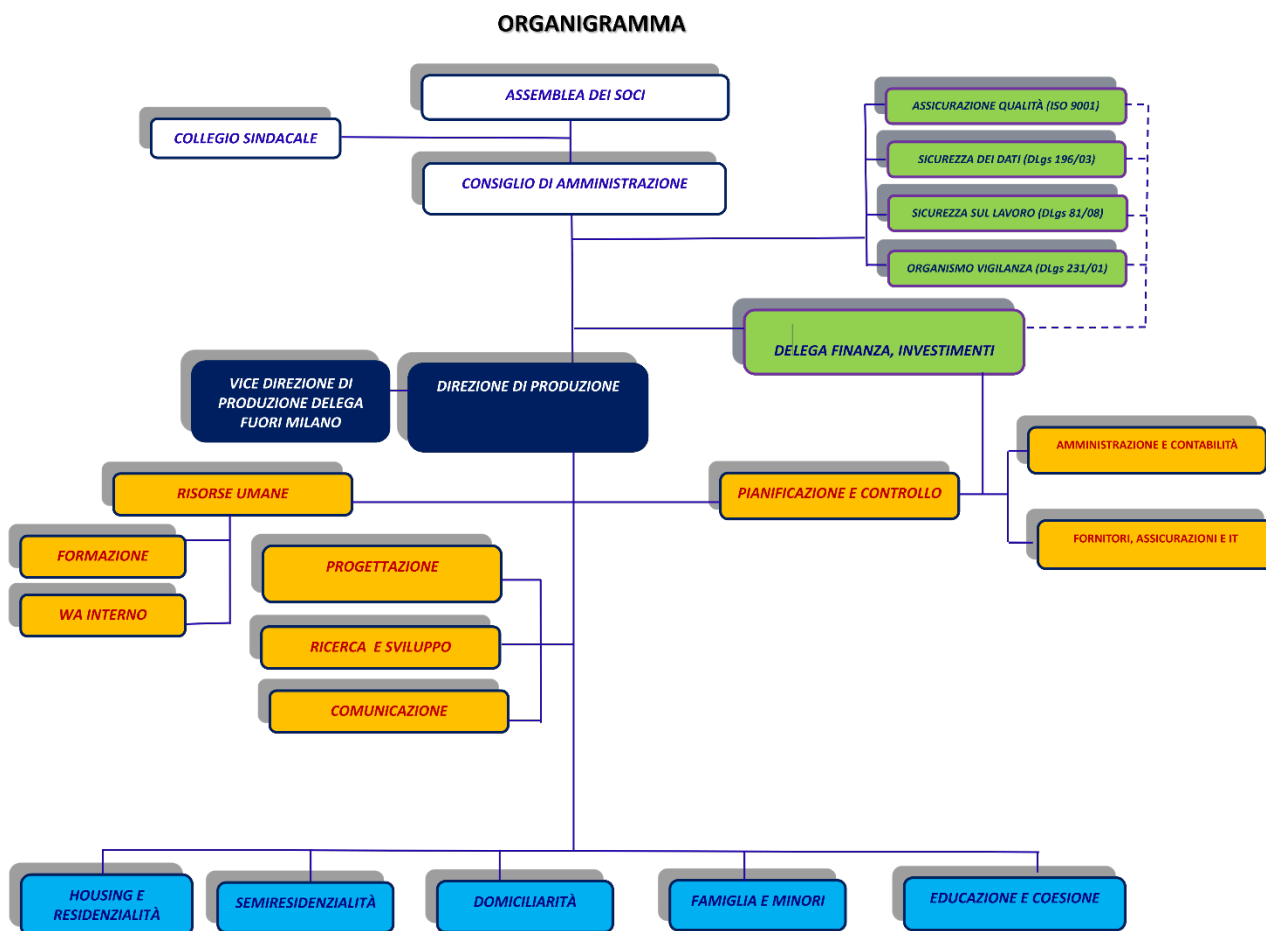 ORGANIGRAMMA
ASSEMBLEA DEI SOCI
COLLEGIO SINDACALE
CONSIGLIO DI AMMINISTRAZIONE
ASSICURAZIONE QUALITÀ (ISO 9001)
SICUREZZA DEI DATI (DLgs 196/03)
SICUREZZA SUL LAVORO (DLgs 81/08)
ORGANISMO VIGILANZA (DLgs 231/01)
DELEGA FINANZA, INVESTIMENTI
VICE DIREZIONE DI
PRODUZIONE DELEGA
FUORI MILANO
DIREZIONE DI PRODUZIONE
RISORSE UMANE
PIANIFICAZIONE E CONTROLLO
AMMINISTRAZIONE E CONTABILITÀ
FORNITORI, ASSICURAZIONI E IT
FORMAZIONE
WA INTERNO
PROGETTAZIONE
RICERCA E SVILUPPO
COMUNICAZIONE
HOUSING E
RESIDENZIALITÀ
SEMIRESIDENZIALITÀ
DOMICILIARITÀ
FAMIGLIA E MINORI
EDUCAZIONE E COESIONE